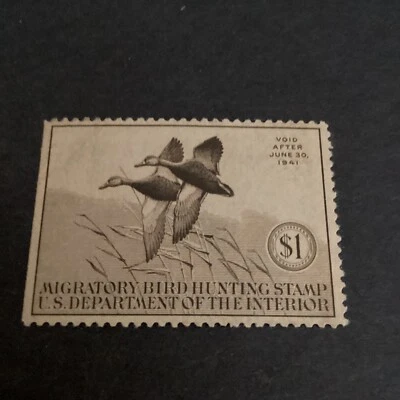 VOID
AFTER
JUNE 30,
1941
$1
MIGRATORY BIRD HUNTING STAMP
U.S. DEPARTMENT OF THE INTERIOR